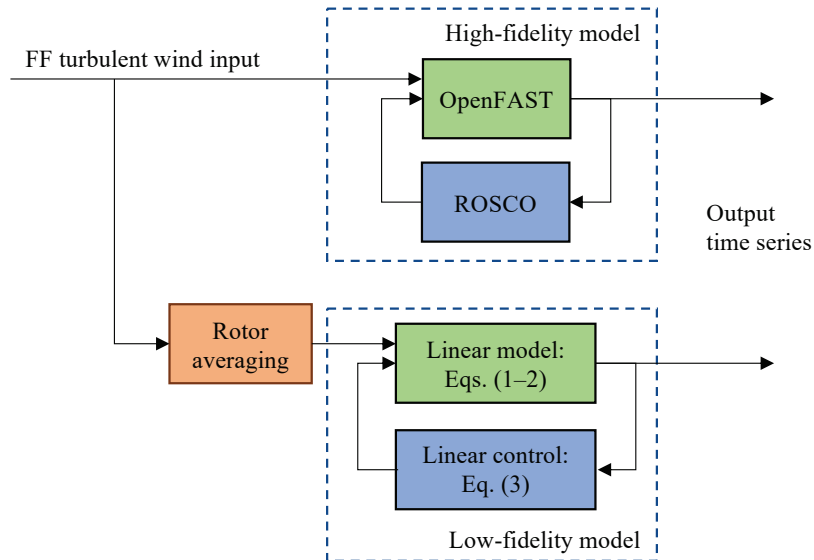 High-fidelity model
FF turbulent wind input
OpenFAST
ROSCO
Output
time series
Rotor
averaging
Linear model:
Eqs. (1–2)
Linear control:
Eq. (3)
Low-fidelity model